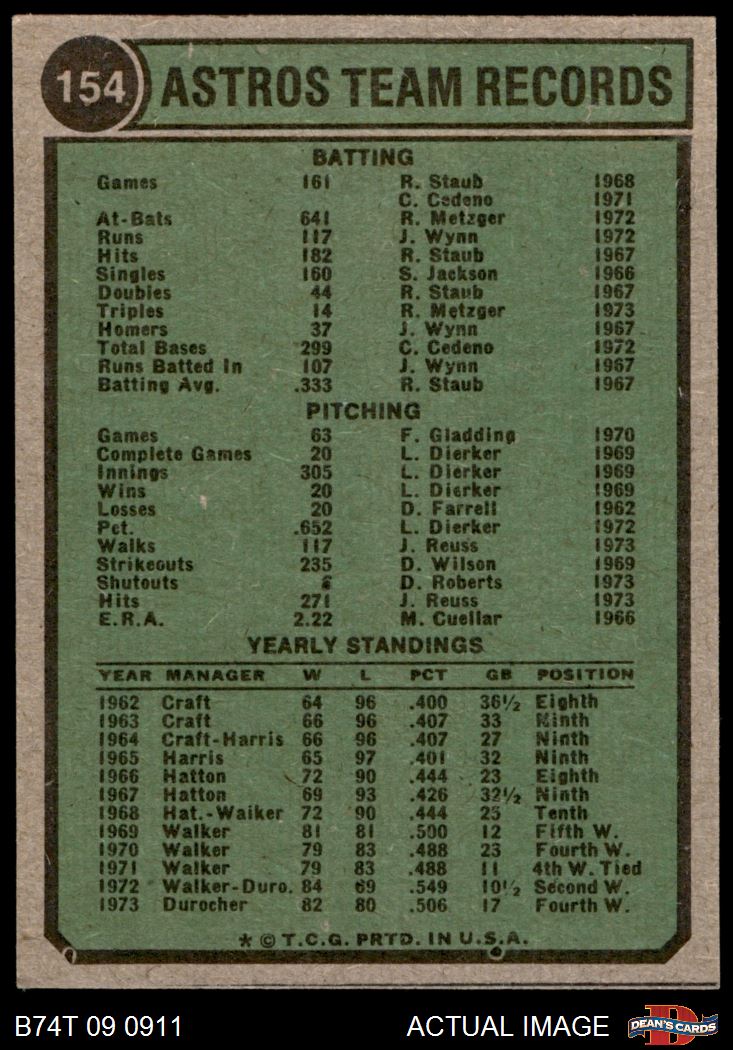 154 ASTROS TEAM RECORDS
BATTING
Games 161 R. Staub 1968
C. Cedeno 1971
At-Bats 641 R. Metzger 1972
Runs 117 J. Wynn 1972
Hits 182 R. Staub 1967
Singles 160 S. Jackson 1966
Doubles 44 R. Staub 1967
Triples 14 R. Metzger 1973
Homers 37 J. Wynn 1967
Total Bases 299 C. Cedeno 1972
Runs Batted In 107 J. Wynn 1967
Batting Avg. .333 R. Staub 1967
PITCHING
Games 63 F. Gladding 1970
Complete Games 20 L. Dierker 1969
Innings 305 L. Dierker 1969
Wins 20 L. Dierker 1969
Losses 20 D. Farrell 1962
Pct. .652 L. Dierker 1972
Walks 117 J. Reuss 1973
Strikeouts 235 D. Wilson 1969
Shutouts D. Roberts 1973
Hits 271 J. Reuss 1973
E.R.A. 2.22 M. Cuellar 1966
YEARLY STANDINGS
YEAR MANAGER W L PCT GB POSITION
1962 Craft 64 96 .400 36½ Eighth
1963 Craft 66 96 .407 33 Ninth
1964 Craft-Harris 66 96 .407 27 Ninth
1965 Harris 65 97 .401 32 Ninth
1966 Hatton 72 90 .444 23 Eighth
1967 Hatton 69 93 .426 32½ Ninth
1968 Hat.-Walker 72 90 .444 25 Tenth
1969 Walker 81 81 .500 12 Fifth W.
1970 Walker 79 83 .488 23 Fourth W.
1971 Walker 79 83 .488 11 4th W. Tied
1972 Walker-Duro. 84 69 .549 10½ Second W.
1973 Durocher 82 80 .506 17 Fourth W.
* © T.C.G. PRTD. IN U.S.A.
B74T 09 0911 ACTUAL IMAGE D DEAN'S CARDS